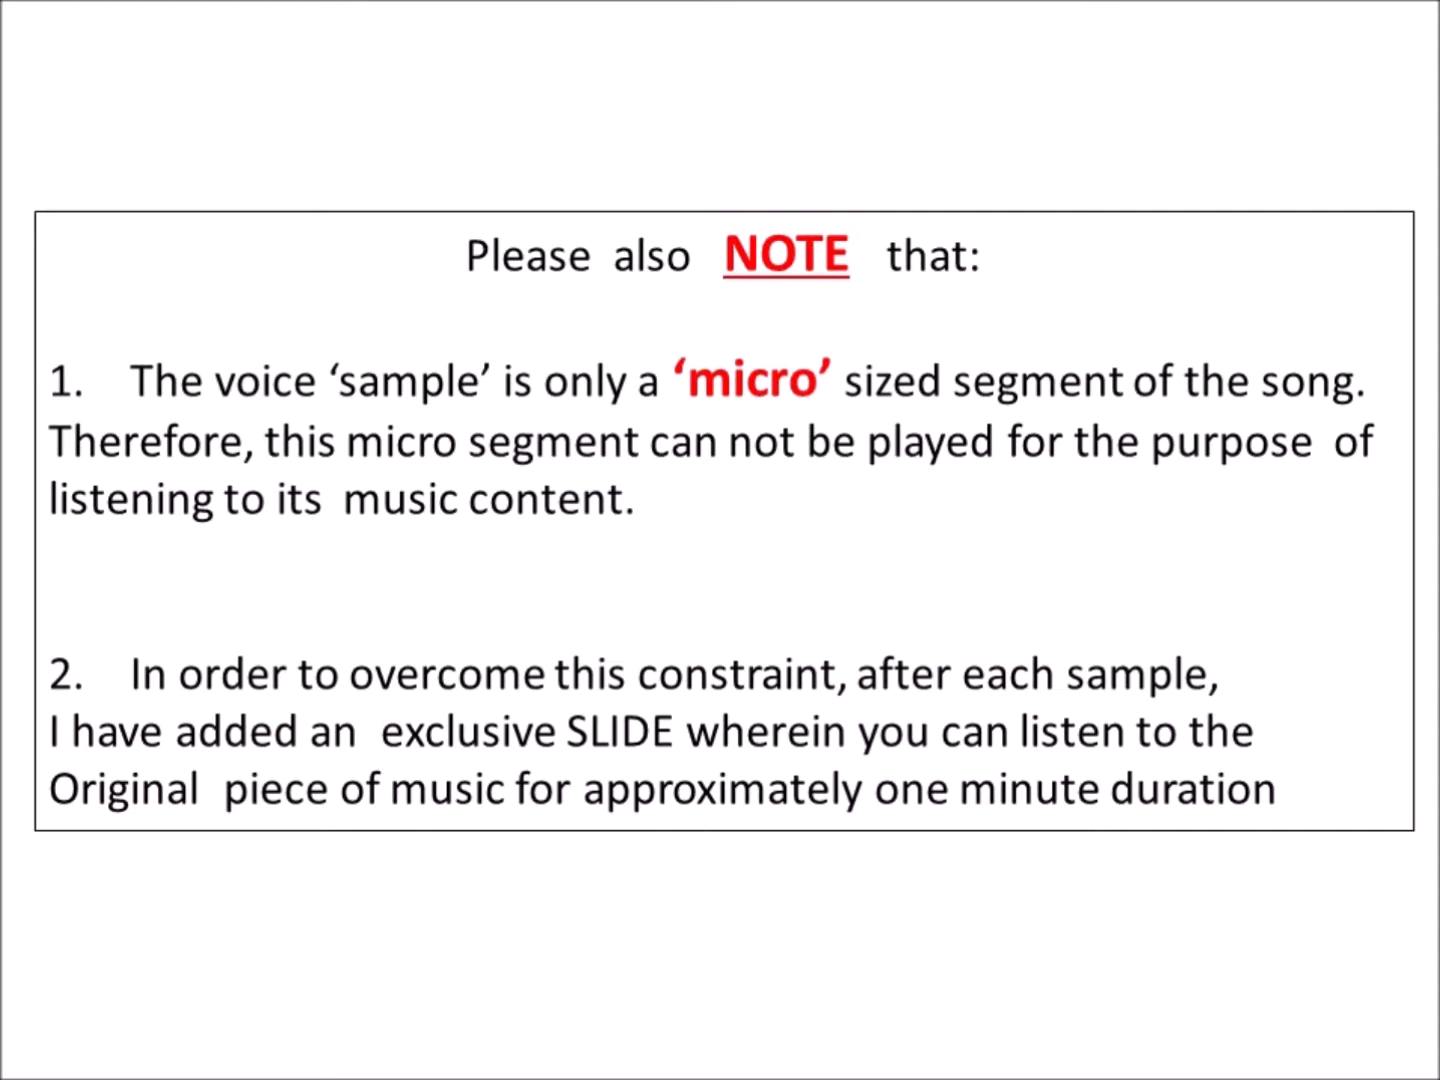 Please also NOTE that:
1. The voice ‘sample’ is only a ‘micro’ sized segment of the song.
Therefore, this micro segment can not be played for the purpose of
listening to its music content.
2. In order to overcome this constraint, after each sample,
I have added an exclusive SLIDE wherein you can listen to the
Original piece of music for approximately one minute duration